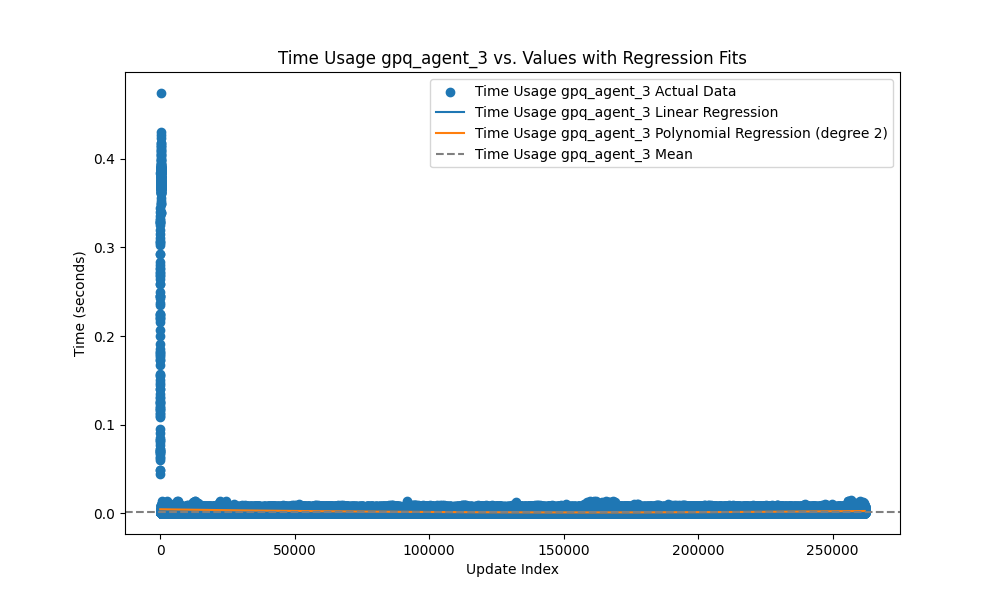 Time Usage gpq_agent_3 vs. Values with Regression Fits
Time Usage gpq_agent_3 Actual Data
Time Usage gpq_agent_3 Linear Regression
Time Usage gpq_agent_3 Polynomial Regression (degree 2)
Time Usage gpq_agent_3 Mean
Time (seconds)
0.4
0.3
0.2
0.1
0.0
0 50000 100000 150000 200000 250000
Update Index